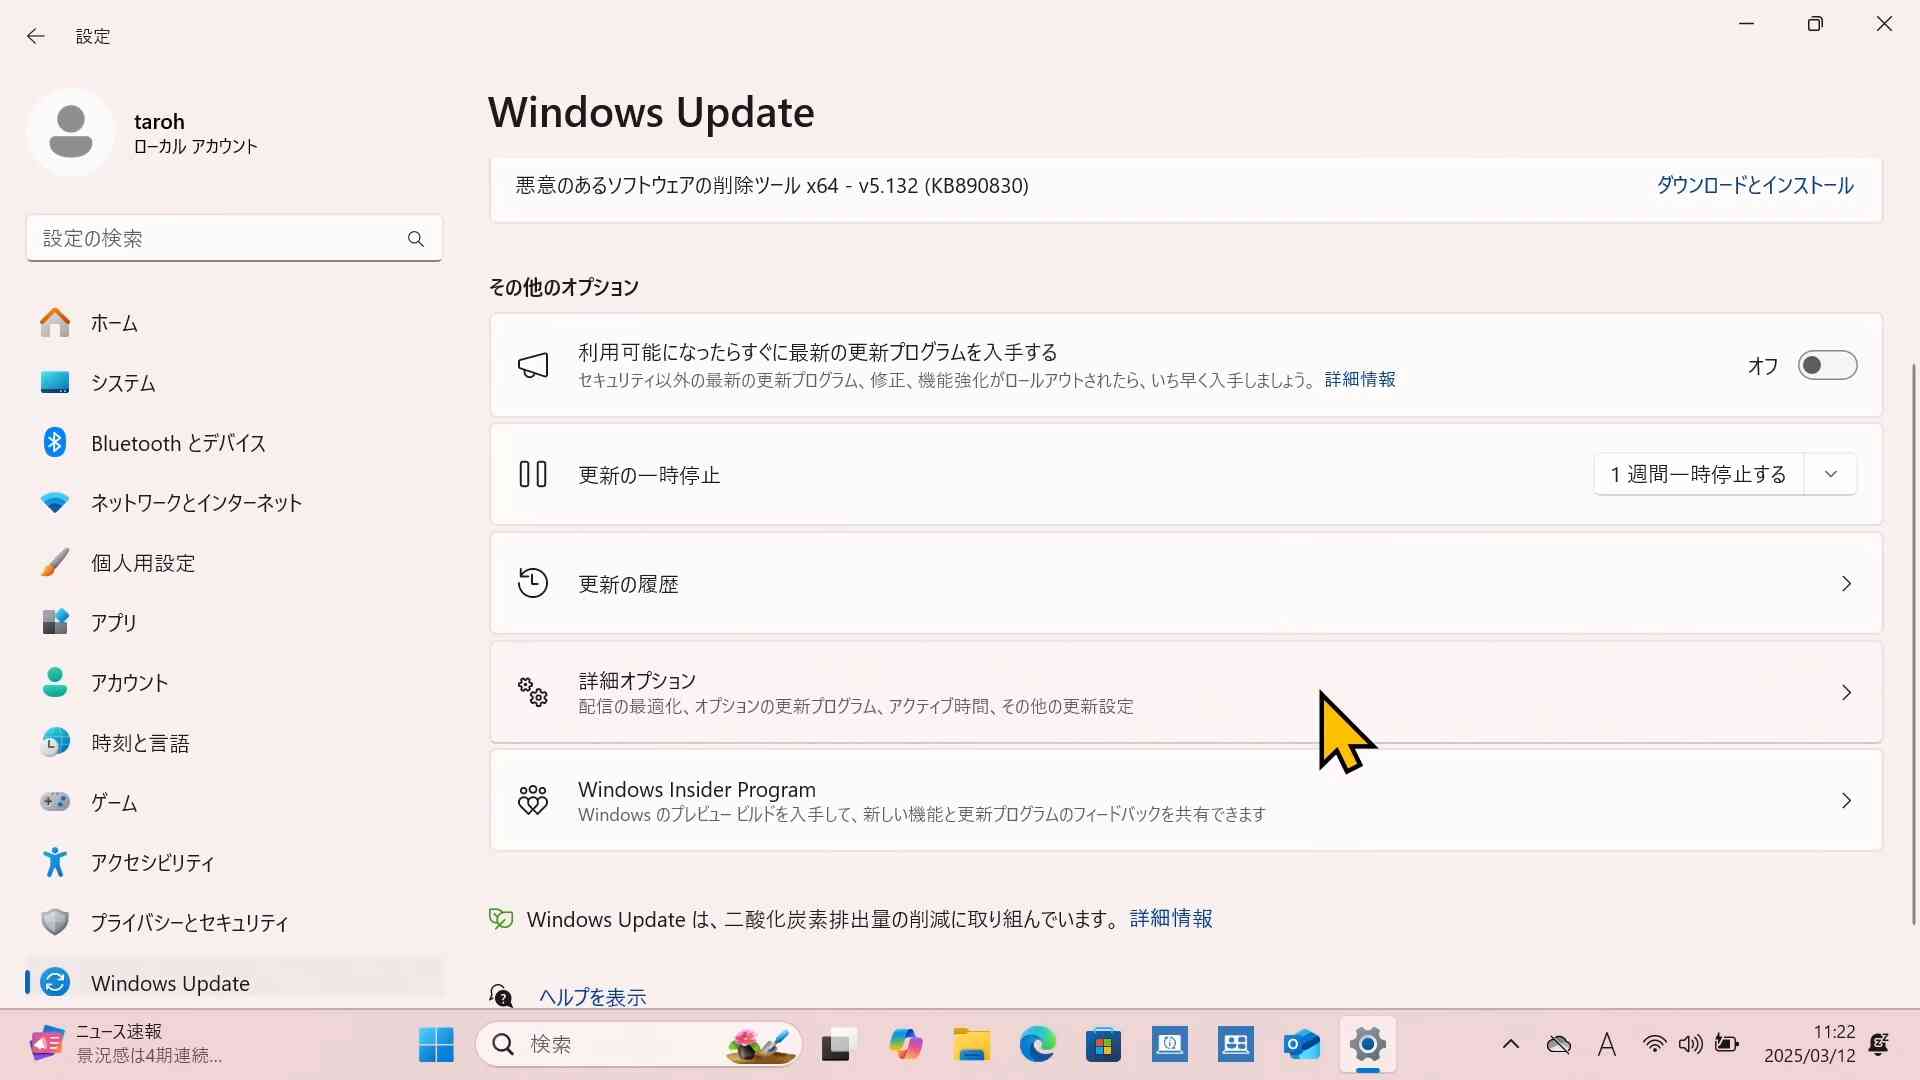 設定
taroh
ローカル アカウント
設定の検索
ホーム
システム
Bluetooth とデバイス
ネットワークとインターネット
個人用設定
アプリ
アカウント
時刻と言語
ゲーム
アクセシビリティ
プライバシーとセキュリティ
Windows Update
Windows Update
悪意のあるソフトウェアの削除ツール x64 - v5.132 (KB890830)
ダウンロードとインストール
その他のオプション
利用可能になったらすぐに最新の更新プログラムを入手する
セキュリティ以外の最新の更新プログラム、修正、機能強化がロールアウトされたら、いち早く入手しましょう。 詳細情報
オフ
更新の一時停止
1 週間一時停止する
更新の履歴
詳細オプション
配信の最適化、オプションの更新プログラム、アクティブ時間、その他の更新設定
Windows Insider Program
Windows のプレビュー ビルドを入手して、新しい機能と更新プログラムのフィードバックを共有できます
Windows Update は、二酸化炭素排出量の削減に取り組んでいます。 詳細情報
ヘルプを表示
ニュース速報
景況感は4期連続...
検索
A
11:22
2025/03/12